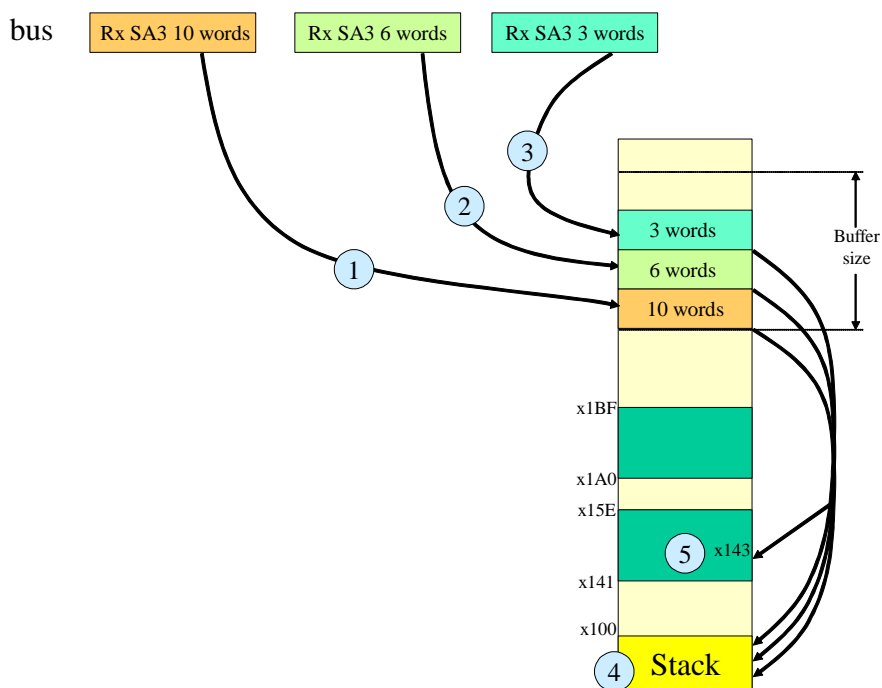 bus
Rx SA3 10 words
Rx SA3 6 words
Rx SA3 3 words
3
2
1
3 words
6 words
10 words
Buffer
size
x1BF
x1A0
x15E
5
x143
x141
x100
4
Stack